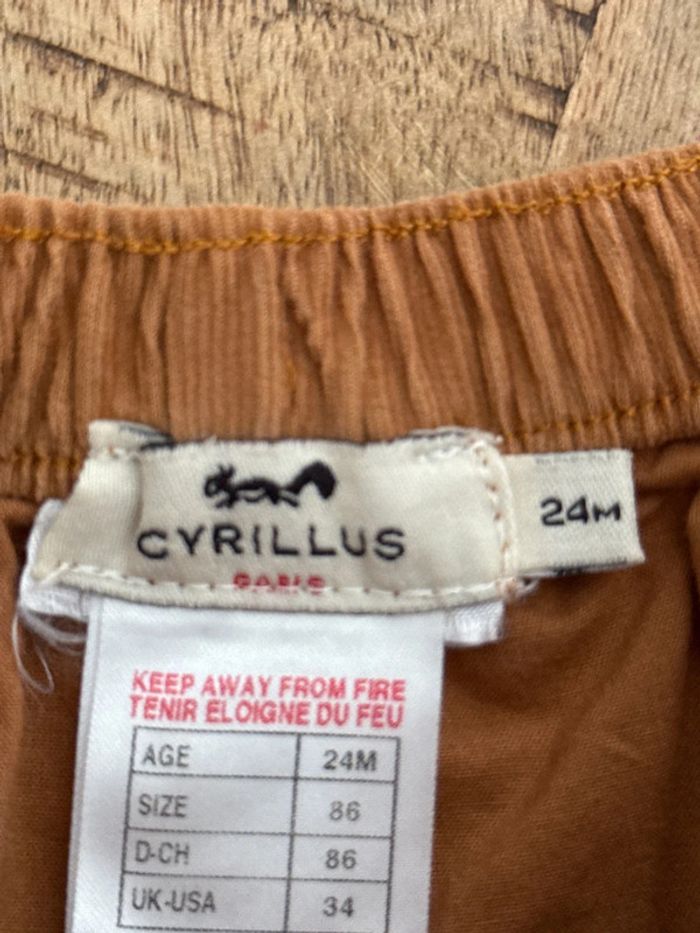 CYRILLUS
PARIS
24M
KEEP AWAY FROM FIRE
TENIR ELOIGNE DU FEU
AGE 24M
SIZE 86
D-CH 86
UK-USA 34